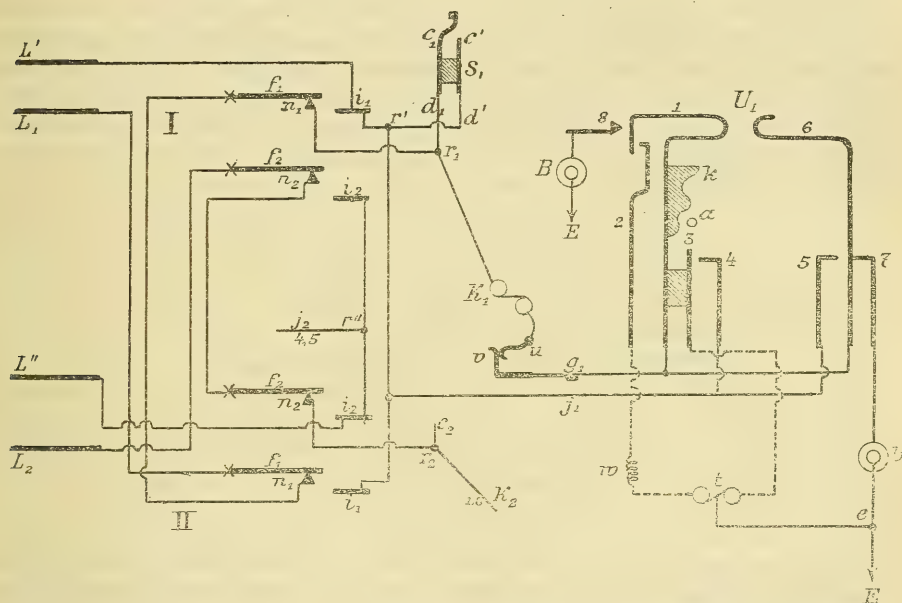 L'
L₁
I
f₁
n₁
i₁
r'
d₁
d'
c₁
c'
S₁
r₁
f₂
n₂
i₂
j₂
4,5
r"
L"
L₂
II
f₂
n₂
i₂
f₁
n₁
i₁
c₂
r₂
10
K₂
K₁
u
v
g₁
j₁
B
E
8
1
U₁
6
2
k
a
3
4
5
7
w
t
e
E